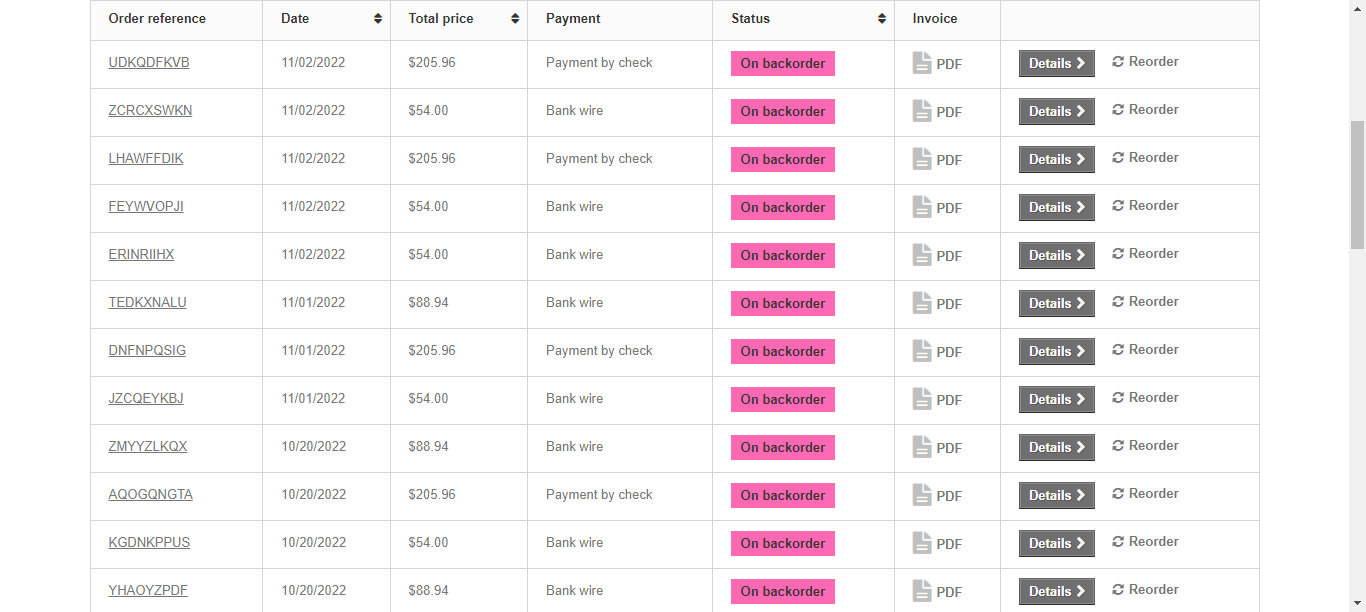 Order reference Date Total price Payment Status Invoice
UDKQDFKVB 11/02/2022 $205.96 Payment by check On backorder PDF Details Reorder
ZCRCXSWKN 11/02/2022 $54.00 Bank wire On backorder PDF Details Reorder
LHAWFFDIK 11/02/2022 $205.96 Payment by check On backorder PDF Details Reorder
FEYWVOPJI 11/02/2022 $54.00 Bank wire On backorder PDF Details Reorder
ERINRIIHX 11/02/2022 $54.00 Bank wire On backorder PDF Details Reorder
TEDKXNALU 11/01/2022 $88.94 Bank wire On backorder PDF Details Reorder
DNFNPQSIG 11/01/2022 $205.96 Payment by check On backorder PDF Details Reorder
JZCQEYKBJ 11/01/2022 $54.00 Bank wire On backorder PDF Details Reorder
ZMYYZLKQX 10/20/2022 $88.94 Bank wire On backorder PDF Details Reorder
AQOGQNGTA 10/20/2022 $205.96 Payment by check On backorder PDF Details Reorder
KGDNKPPUS 10/20/2022 $54.00 Bank wire On backorder PDF Details Reorder
YHAOYZPDF 10/20/2022 $88.94 Bank wire On backorder PDF Details Reorder